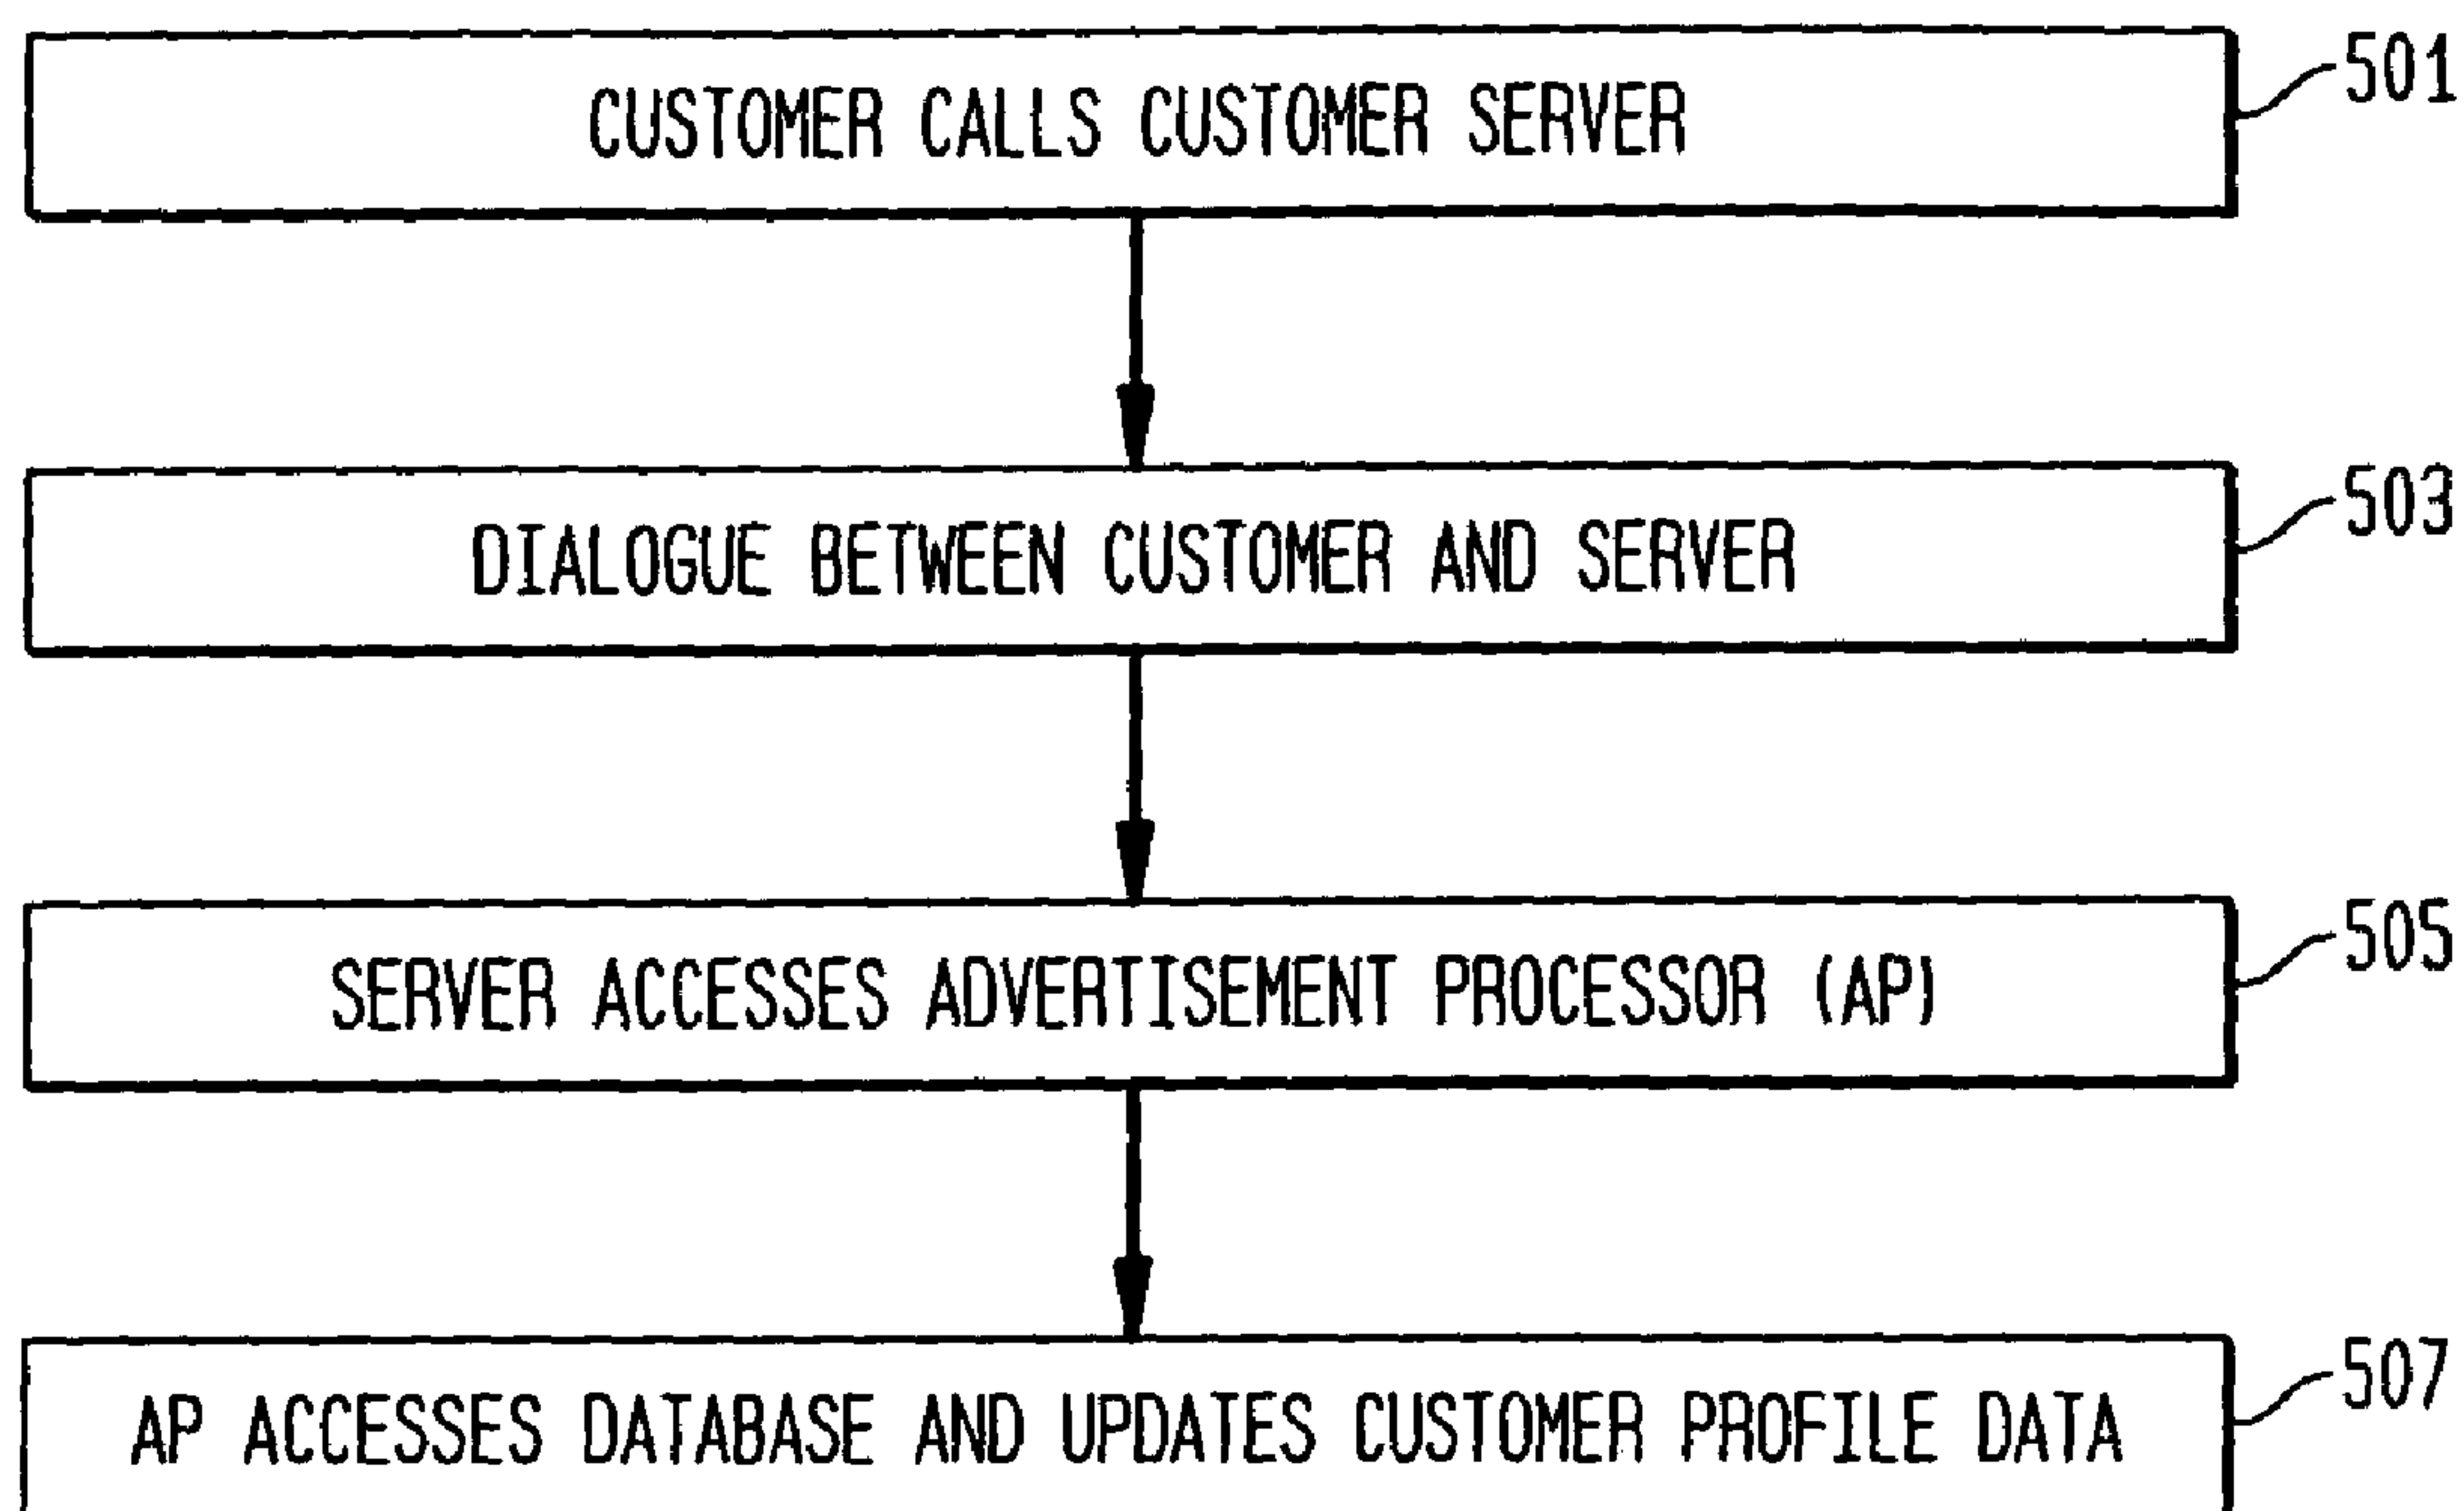 CUSTOMER CALLS CUSTOMER SERVER
501
DIALOGUE BETWEEN CUSTOMER AND SERVER
503
SERVER ACCESSES ADVERTISEMENT PROCESSOR (AP)
505
AP ACCESSES DATABASE AND UPDATES CUSTOMER PROFILE DATA
507